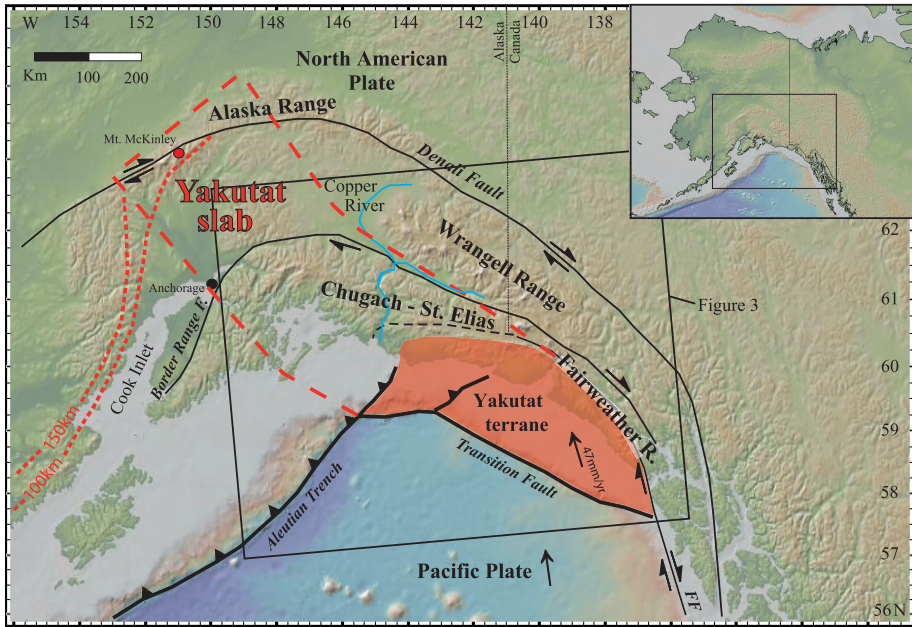 W 154 152 150 148 146 144 142 140 138
Km 100 200
North American
Plate
Alaska
Canada
Alaska Range
Mt. McKinley
Denali Fault
Yakutat
slab
Copper
River
Wrangell Range
62
Anchorage
61
Figure 3
Chugach - St. Elias
Border Range F.
Cook Inlet
60
Fairweather R.
Yakutat
terrane
59
47mm/yr
150km
100km
Transition Fault
58
Aleutian Trench
57
Pacific Plate
FF
56 N